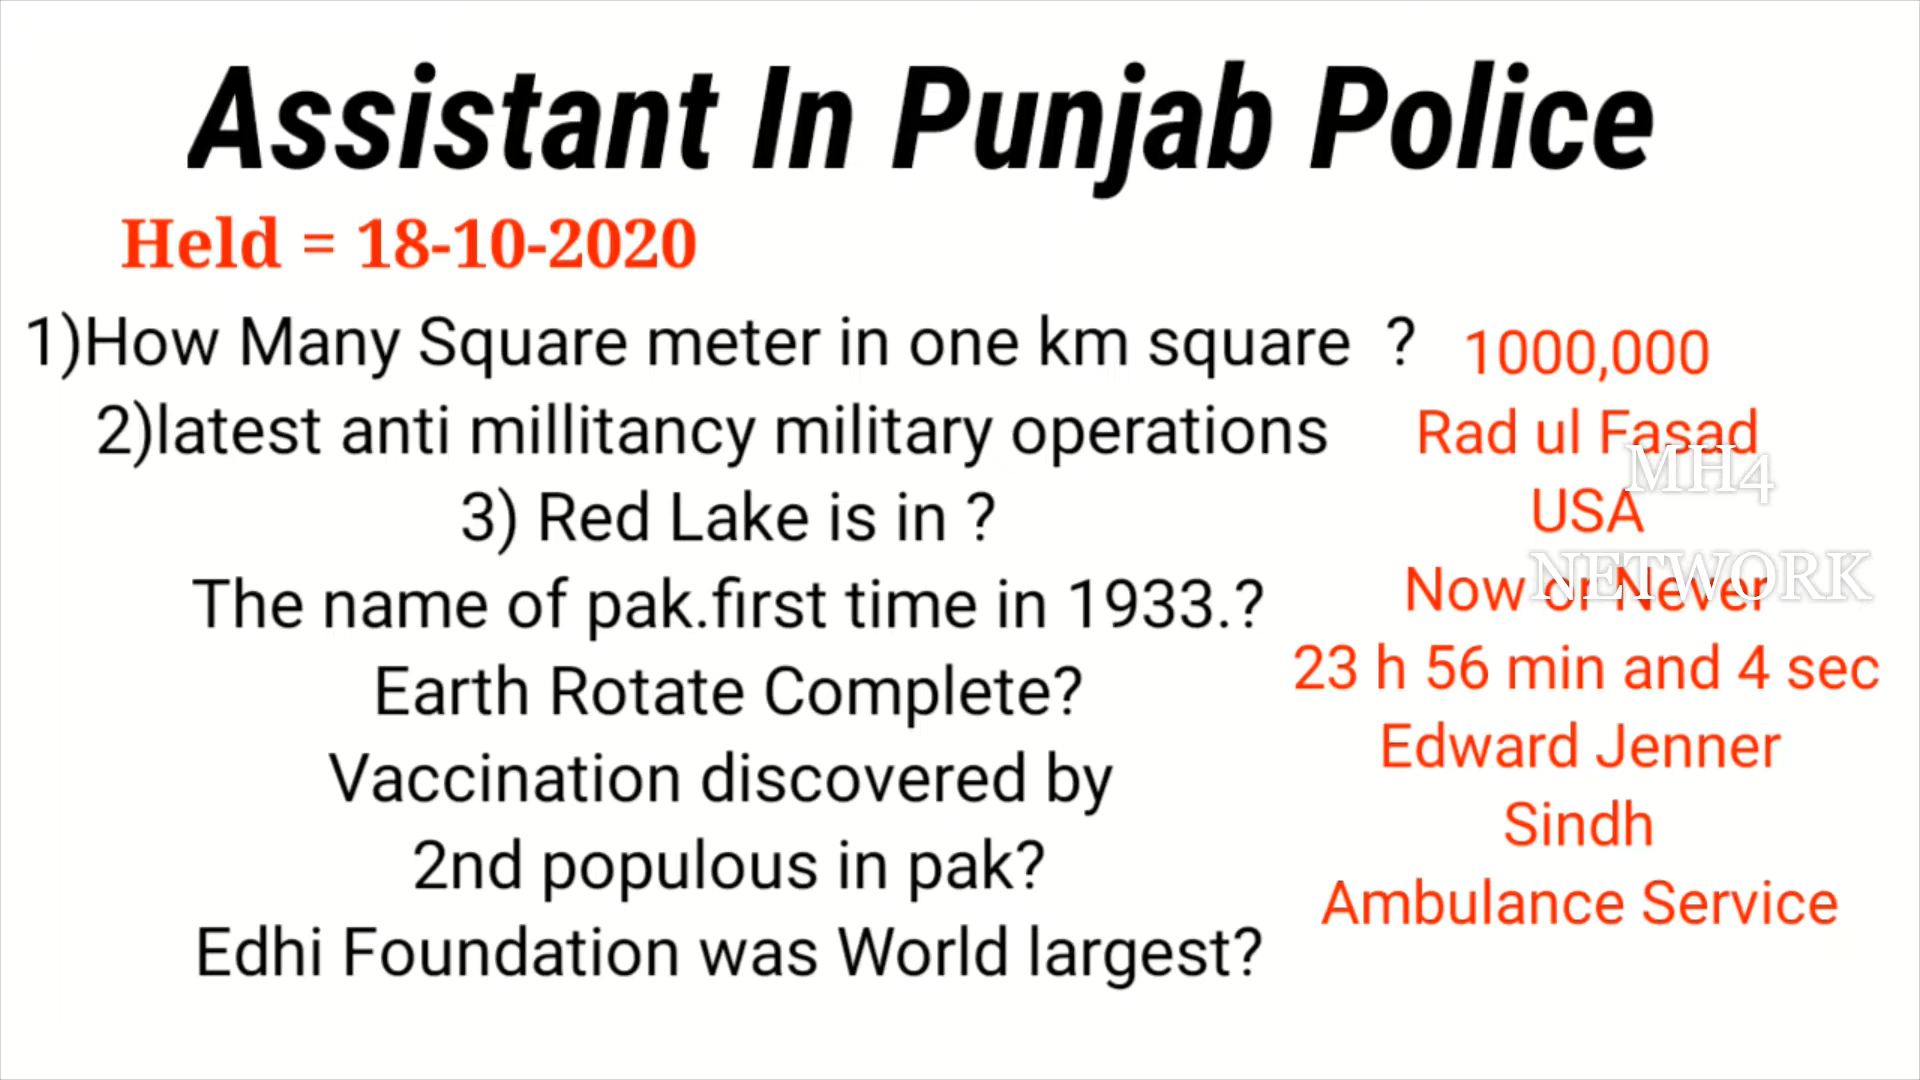 Assistant In Punjab Police
Held = 18-10-2020
1)How Many Square meter in one km square ? 1000,000
2)latest anti millitancy military operations Rad ul Fasad
MH4
3) Red Lake is in ? USA
NETWORK
The name of pak.first time in 1933.? Now or Never
Earth Rotate Complete? 23 h 56 min and 4 sec
Vaccination discovered by Edward Jenner
2nd populous in pak? Sindh
Edhi Foundation was World largest? Ambulance Service